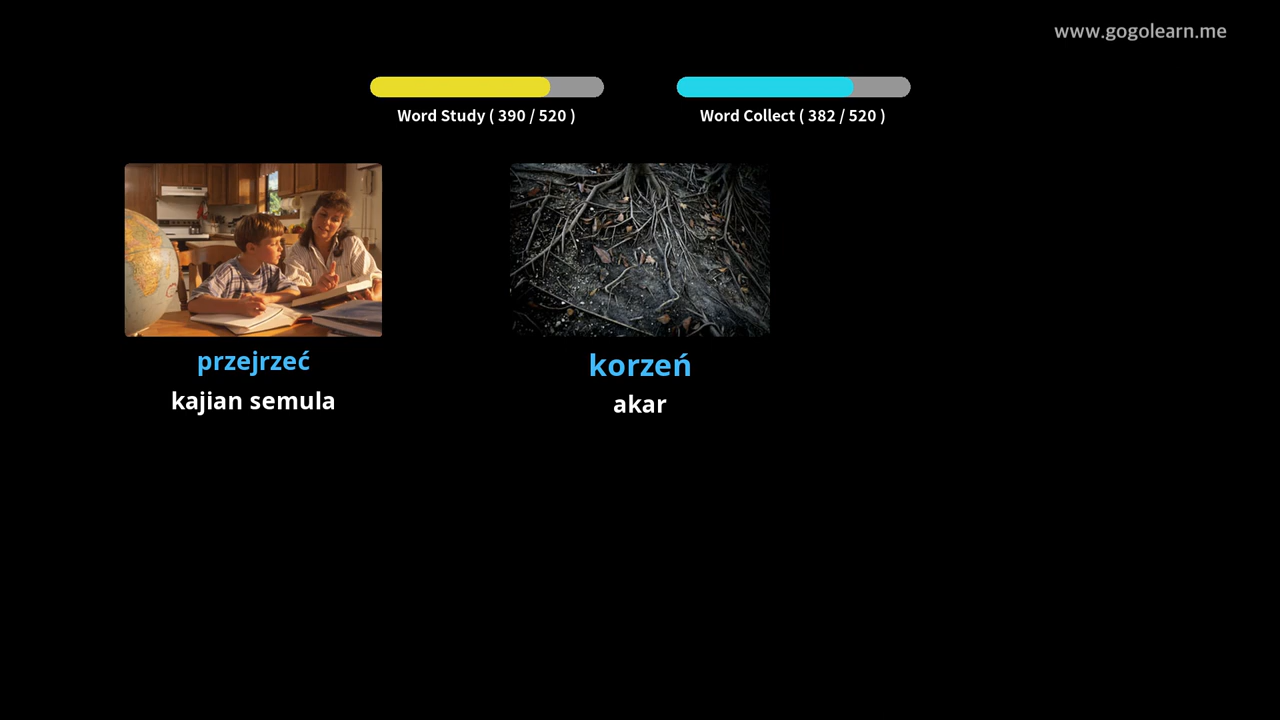 www.gogolearn.me
Word Study ( 390 / 520 )
Word Collect ( 382 / 520 )
przejrzeć
kajian semula
korzeń
akar